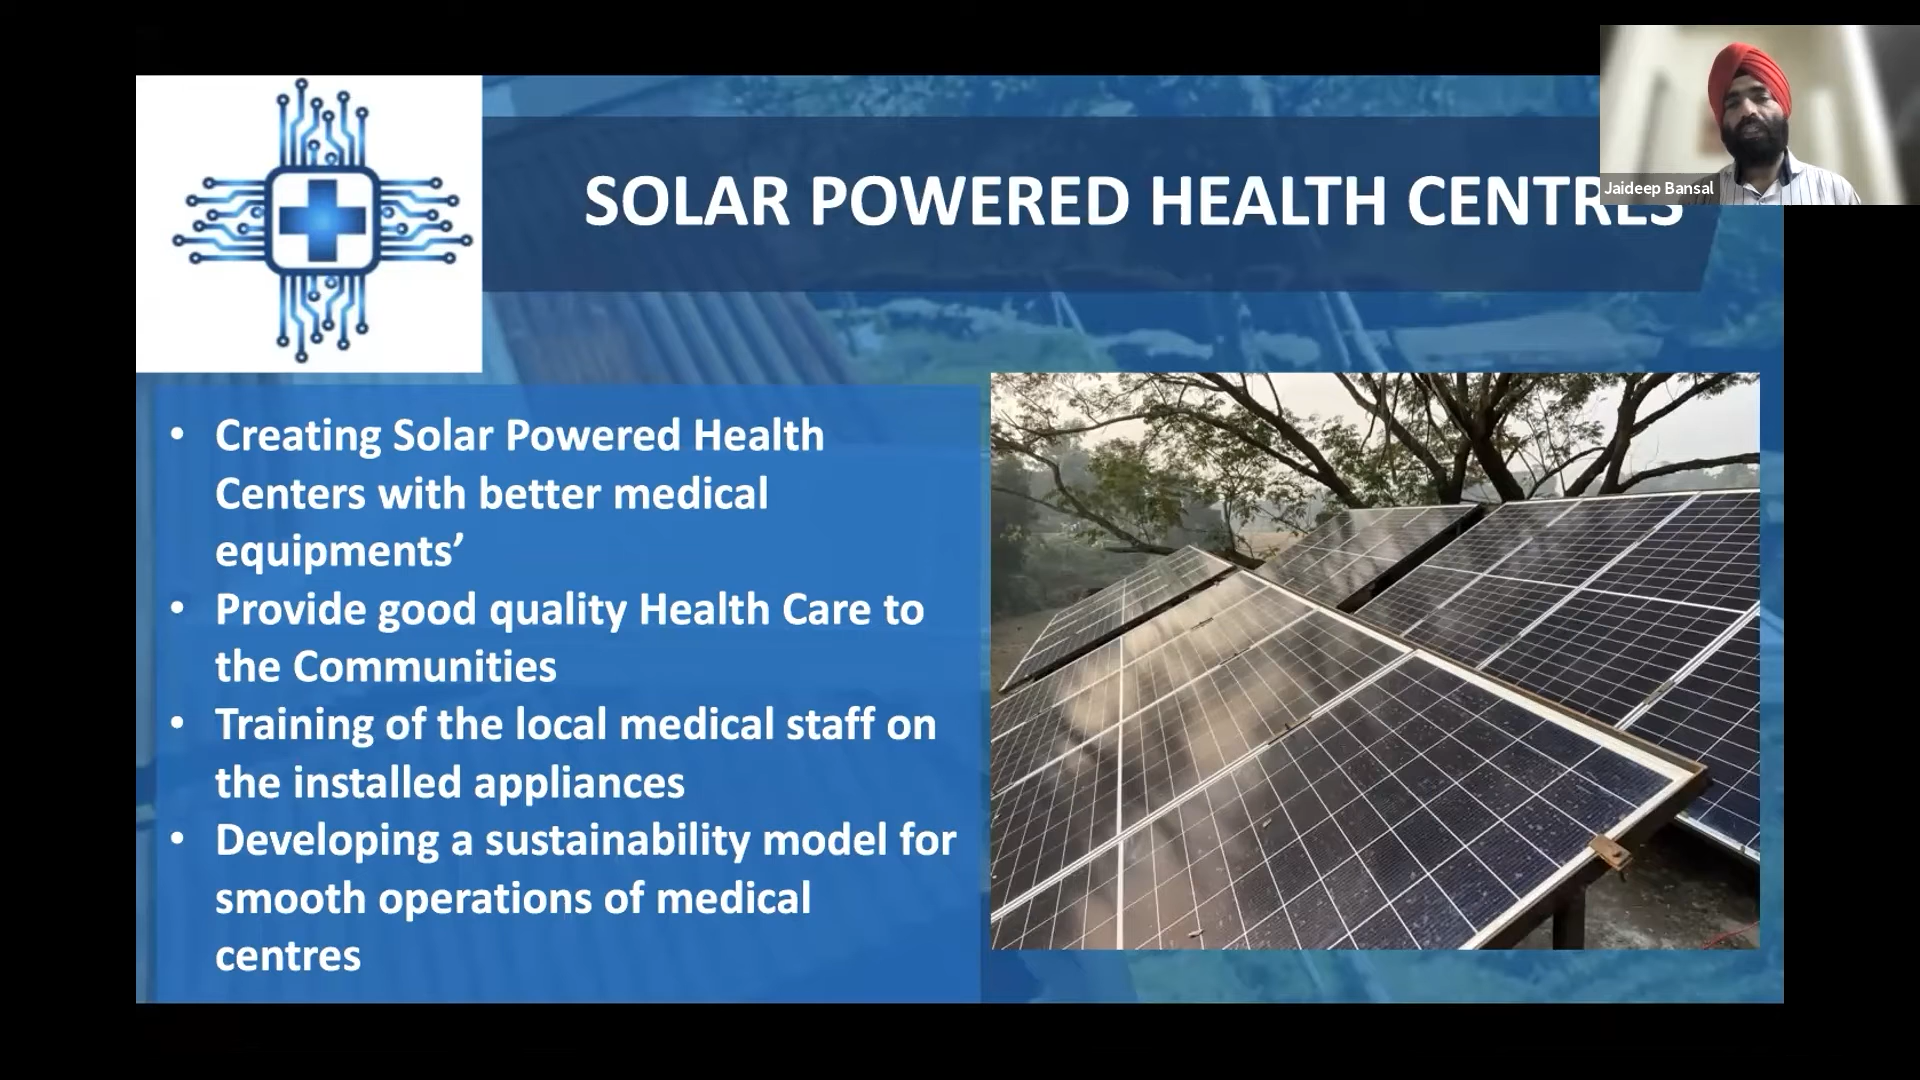 SOLAR POWERED HEALTH CENTRES
Jaideep Bansal
• Creating Solar Powered Health
Centers with better medical
equipments’
• Provide good quality Health Care to
the Communities
• Training of the local medical staff on
the installed appliances
• Developing a sustainability model for
smooth operations of medical
centres